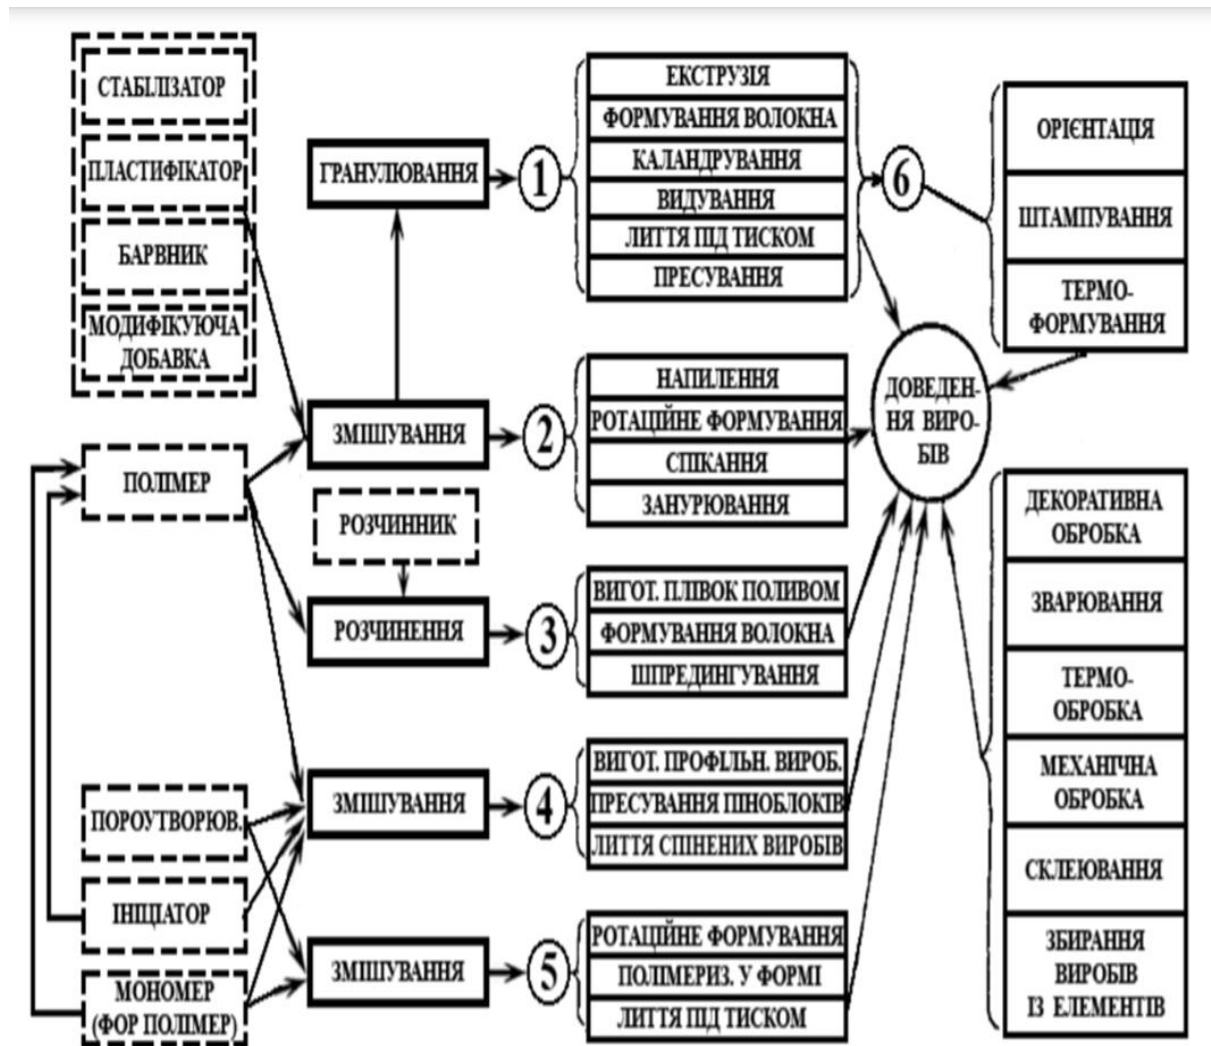 СТАБІЛІЗАТОР
ПЛАСТИФІКАТОР
БАРВНИК
МОДИФІКУЮЧА
ДОБАВКА
ПОЛІМЕР
ПОРОУТВОРЮВ.
ІНІЦІАТОР
МОНОМЕР
(ФОР ПОЛІМЕР)
ГРАНУЛЮВАННЯ
ЗМІШУВАННЯ
РОЗЧИННИК
РОЗЧИНЕННЯ
ЗМІШУВАННЯ
ЗМІШУВАННЯ
1
ЕКСТРУЗІЯ
ФОРМУВАННЯ ВОЛОКНА
КАЛАНДРУВАННЯ
ВИДУВАННЯ
ЛИТТЯ ПІД ТИСКОМ
ПРЕСУВАННЯ
2
НАПИЛЕННЯ
РОТАЦІЙНЕ ФОРМУВАННЯ
СПІКАННЯ
ЗАНУРЮВАННЯ
3
ВИГОТ. ПЛІВОК ПОЛИВОМ
ФОРМУВАННЯ ВОЛОКНА
ШПРЕДИНГУВАННЯ
4
ВИГОТ. ПРОФІЛЬН. ВИРОБ.
ПРЕСУВАННЯ ПІНОБЛОКІВ
ЛИТТЯ СПІНЕНИХ ВИРОБІВ
5
РОТАЦІЙНЕ ФОРМУВАННЯ
ПОЛІМЕРИЗ. У ФОРМІ
ЛИТТЯ ПІД ТИСКОМ
6
ОРІЄНТАЦІЯ
ШТАМПУВАННЯ
ТЕРМО-
ФОРМУВАННЯ
ДОВЕДЕН-
НЯ ВИРО-
БІВ
ДЕКОРАТИВНА
ОБРОБКА
ЗВАРЮВАННЯ
ТЕРМО-
ОБРОБКА
МЕХАНІЧНА
ОБРОБКА
СКЛЕЮВАННЯ
ЗБИРАННЯ
ВИРОБІВ
ІЗ ЕЛЕМЕНТІВ